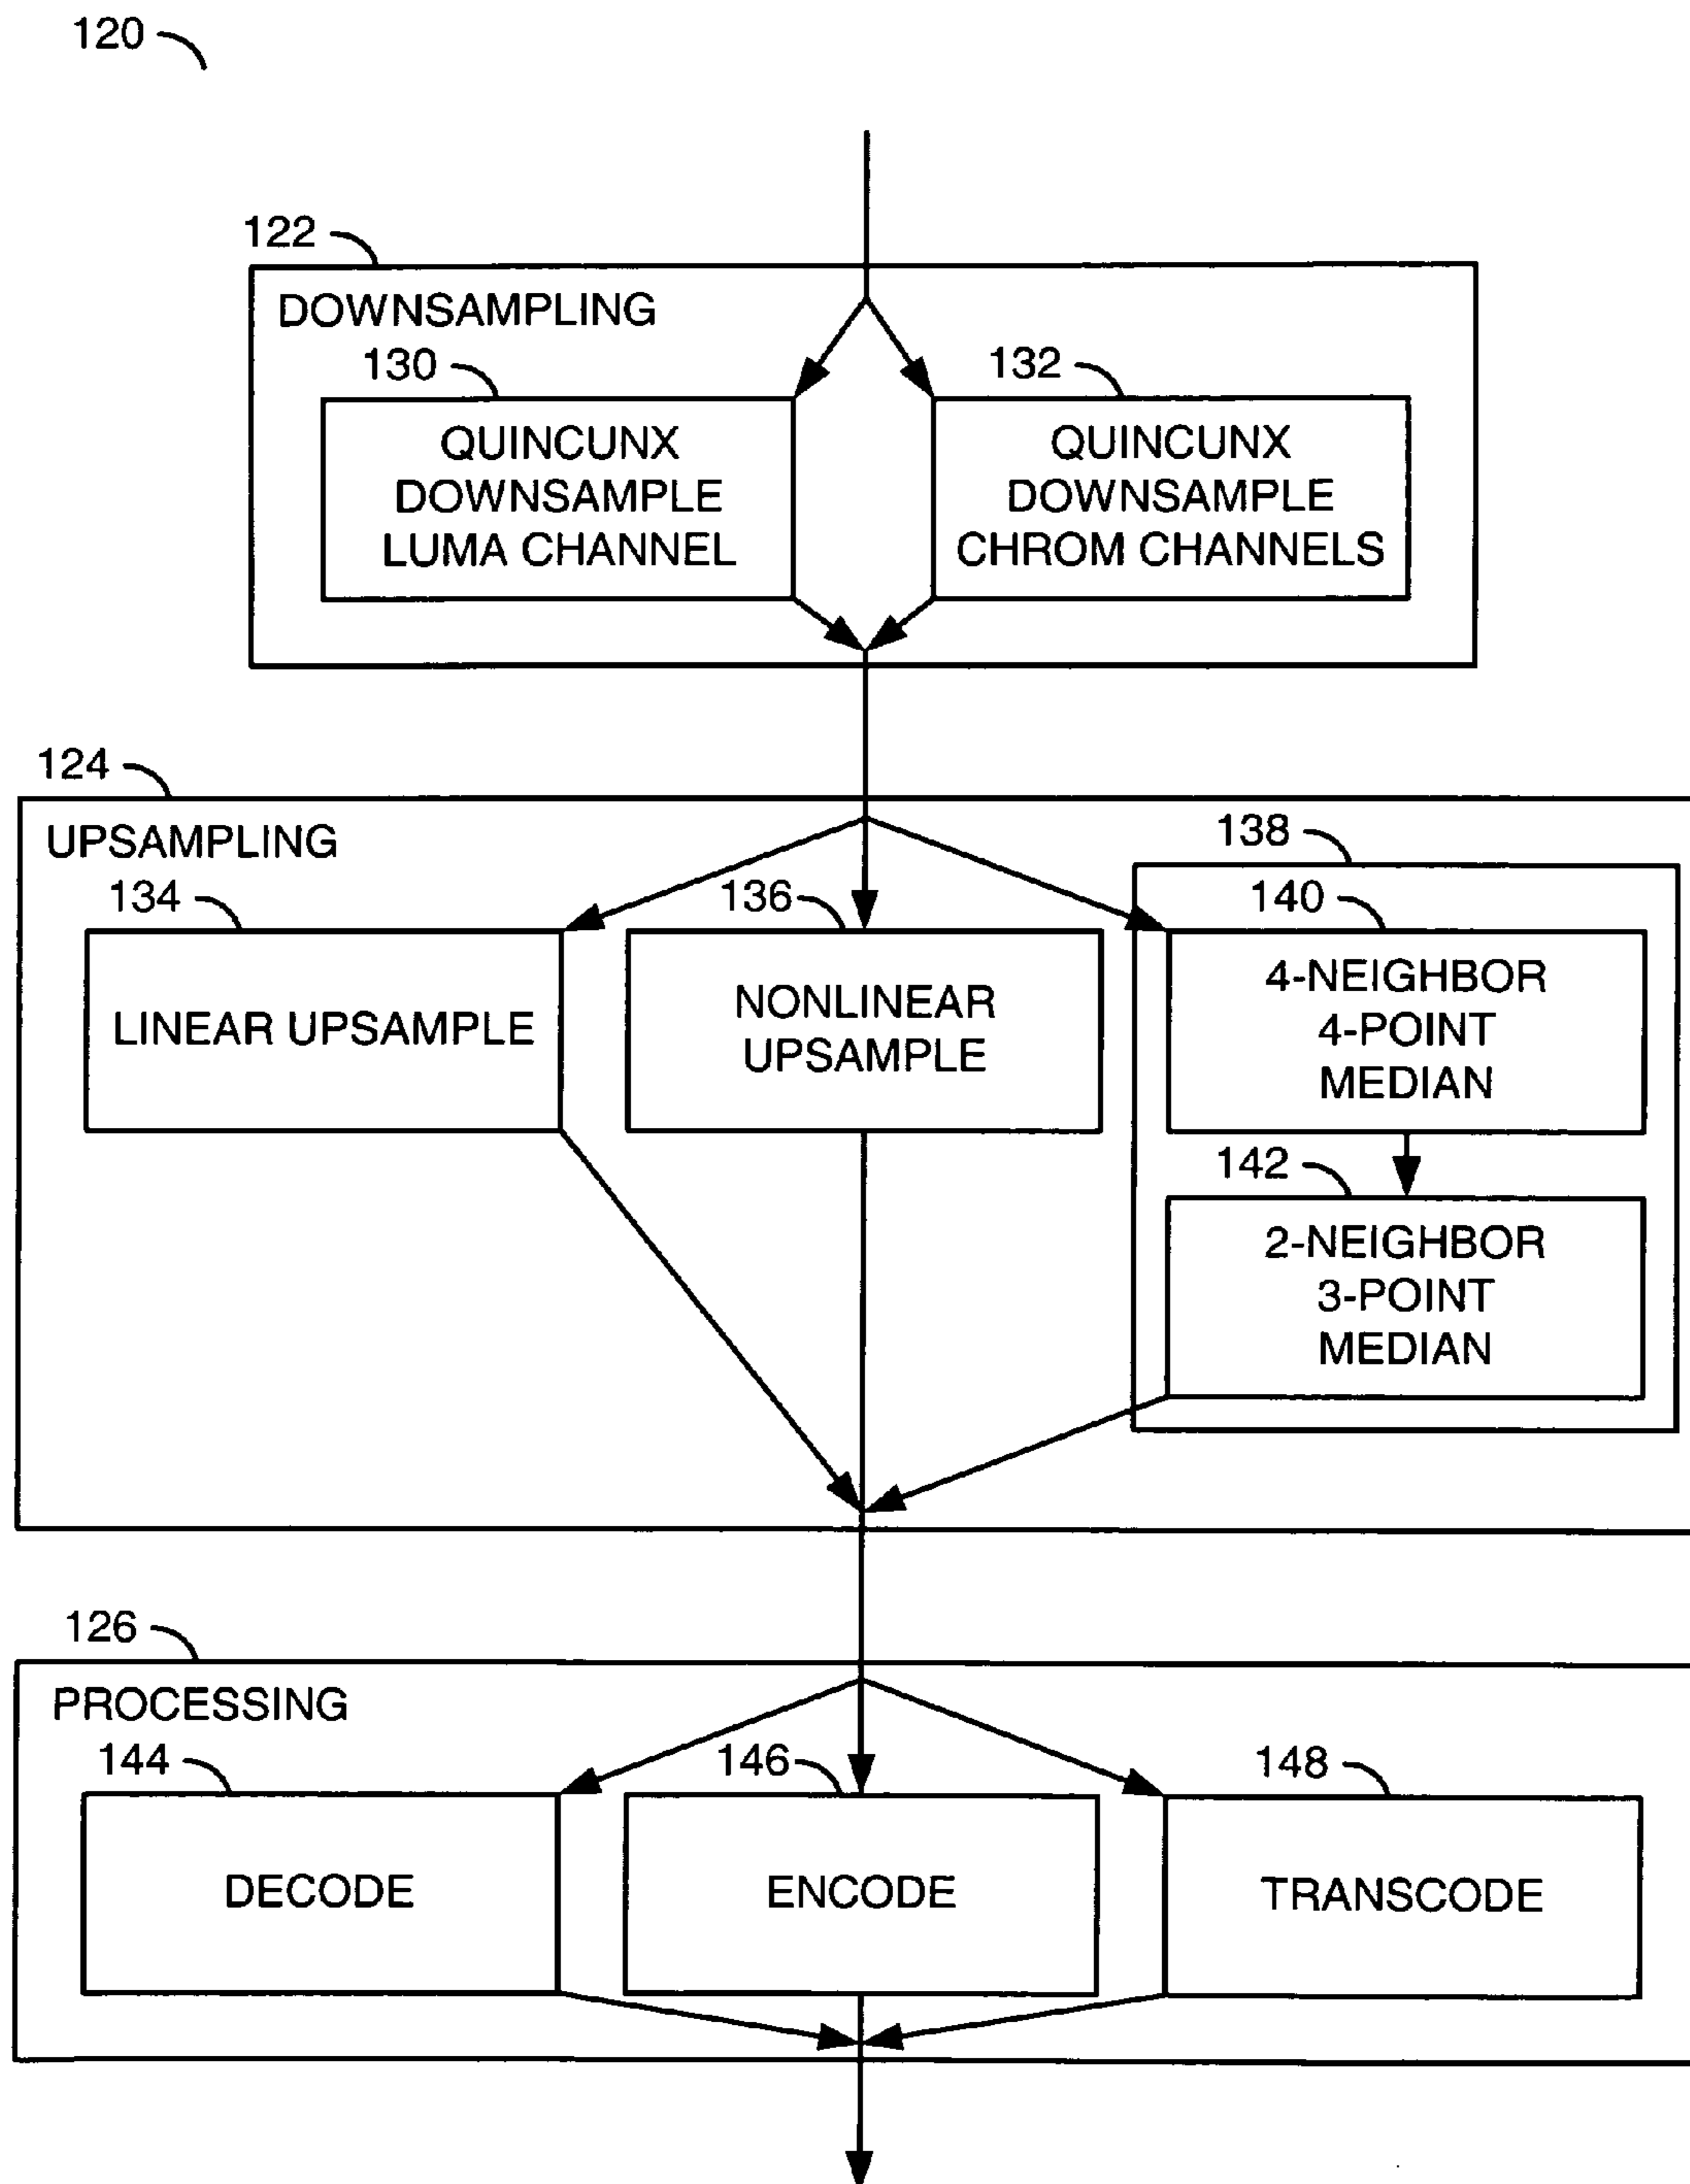 120
122
DOWNSAMPLING
130
132
QUINCUNX
DOWNSAMPLE
LUMA CHANNEL
QUINCUNX
DOWNSAMPLE
CHROM CHANNELS
124
UPSAMPLING
138
134
136
140
LINEAR UPSAMPLE
NONLINEAR
UPSAMPLE
4-NEIGHBOR
4-POINT
MEDIAN
142
2-NEIGHBOR
3-POINT
MEDIAN
126
PROCESSING
144
146
148
DECODE
ENCODE
TRANSCODE